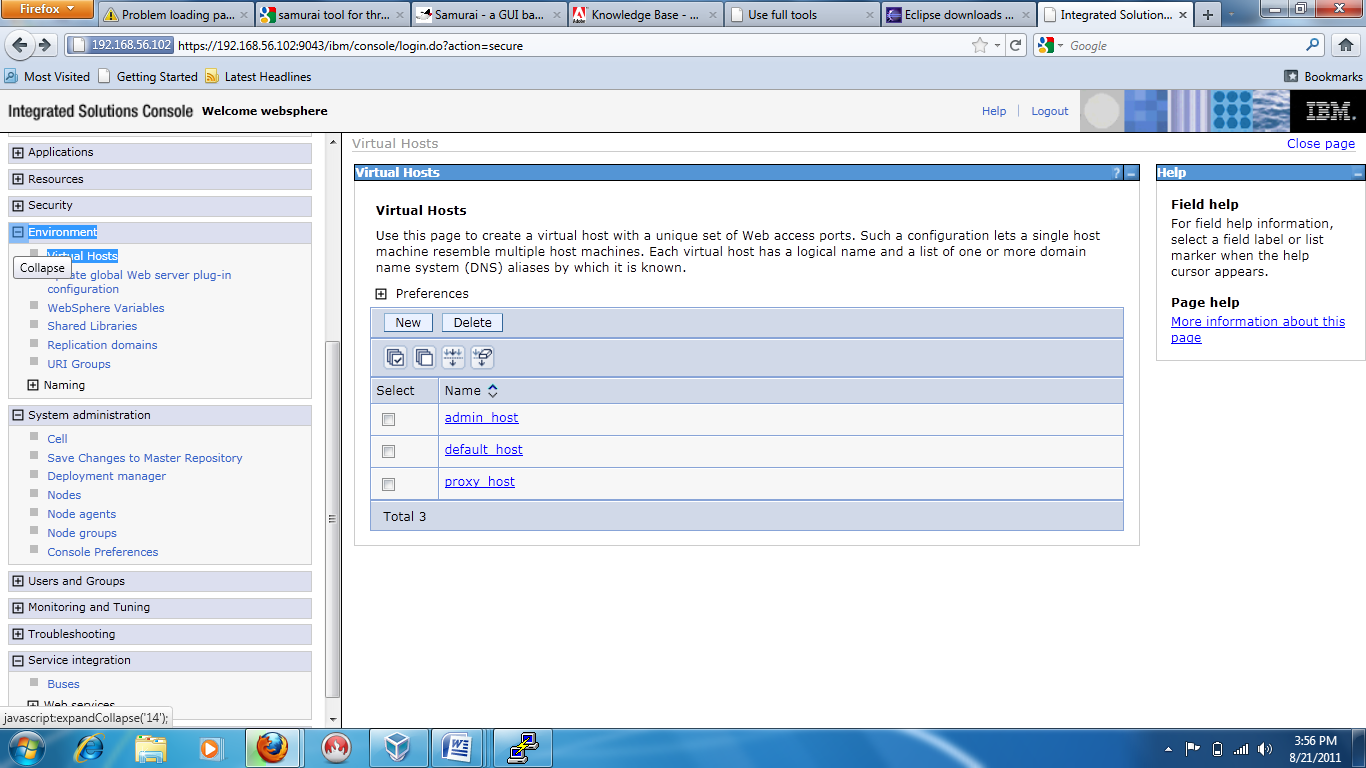 Firefox
Problem loading pa...
samurai tool for thr...
Samurai - a GUI ba...
Knowledge Base - ...
Use full tools
Eclipse downloads ...
Integrated Solution...
192.168.56.102 https://192.168.56.102:9043/ibm/console/login.do?action=secure
Google
Most Visited Getting Started Latest Headlines Bookmarks
Integrated Solutions Console Welcome websphere Help Logout IBM.
Applications
Resources
Security
Environment
Virtual Hosts
Collapse
ate global Web server plug-in
configuration
WebSphere Variables
Shared Libraries
Replication domains
URI Groups
Naming
System administration
Cell
Save Changes to Master Repository
Deployment manager
Nodes
Node agents
Node groups
Console Preferences
Users and Groups
Monitoring and Tuning
Troubleshooting
Service integration
Buses
Web services
javascript:expandCollapse('14');
Virtual Hosts Close page
Virtual Hosts ?
Virtual Hosts
Use this page to create a virtual host with a unique set of Web access ports. Such a configuration lets a single host
machine resemble multiple host machines. Each virtual host has a logical name and a list of one or more domain
name system (DNS) aliases by which it is known.
Preferences
New Delete
Select Name
admin_host
default_host
proxy_host
Total 3
Help
Field help
For field help information,
select a field label or list
marker when the help
cursor appears.
Page help
More information about this
page
3:56 PM
8/21/2011